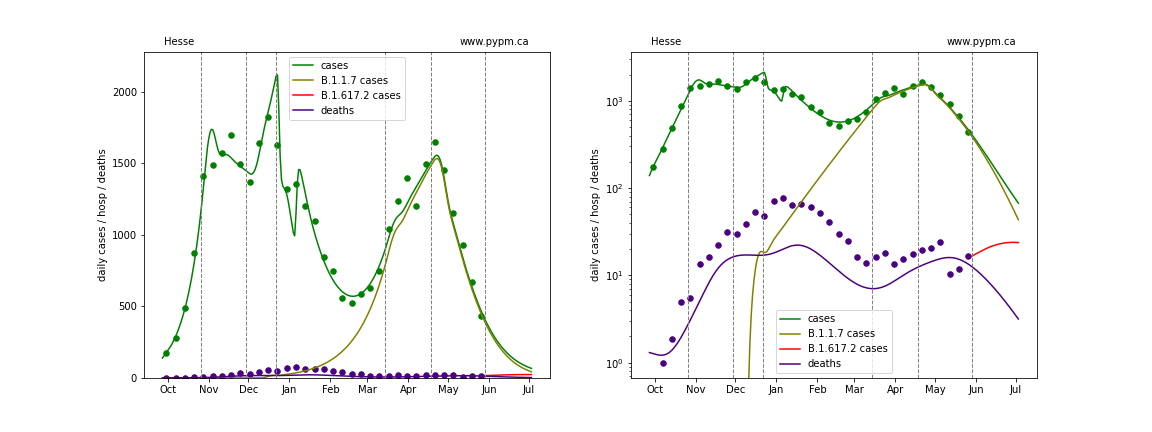 Hesse
www.pypm.ca
daily cases / hosp / deaths
2000
1500
1000
500
0
cases
B.1.1.7 cases
B.1.617.2 cases
deaths
Oct Nov Dec Jan Feb Mar Apr May Jun Jul
Hesse
www.pypm.ca
daily cases / hosp / deaths
10³
10²
10¹
10⁰
cases
B.1.1.7 cases
B.1.617.2 cases
deaths
Oct Nov Dec Jan Feb Mar Apr May Jun Jul